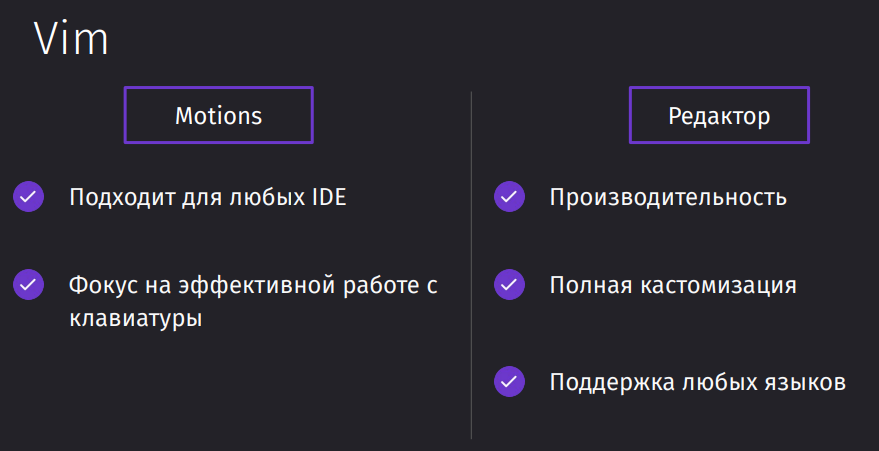 Vim
Motions
Подходит для любых IDE
Фокус на эффективной работе с
клавиатуры
Редактор
Производительность
Полная кастомизация
Поддержка любых языков